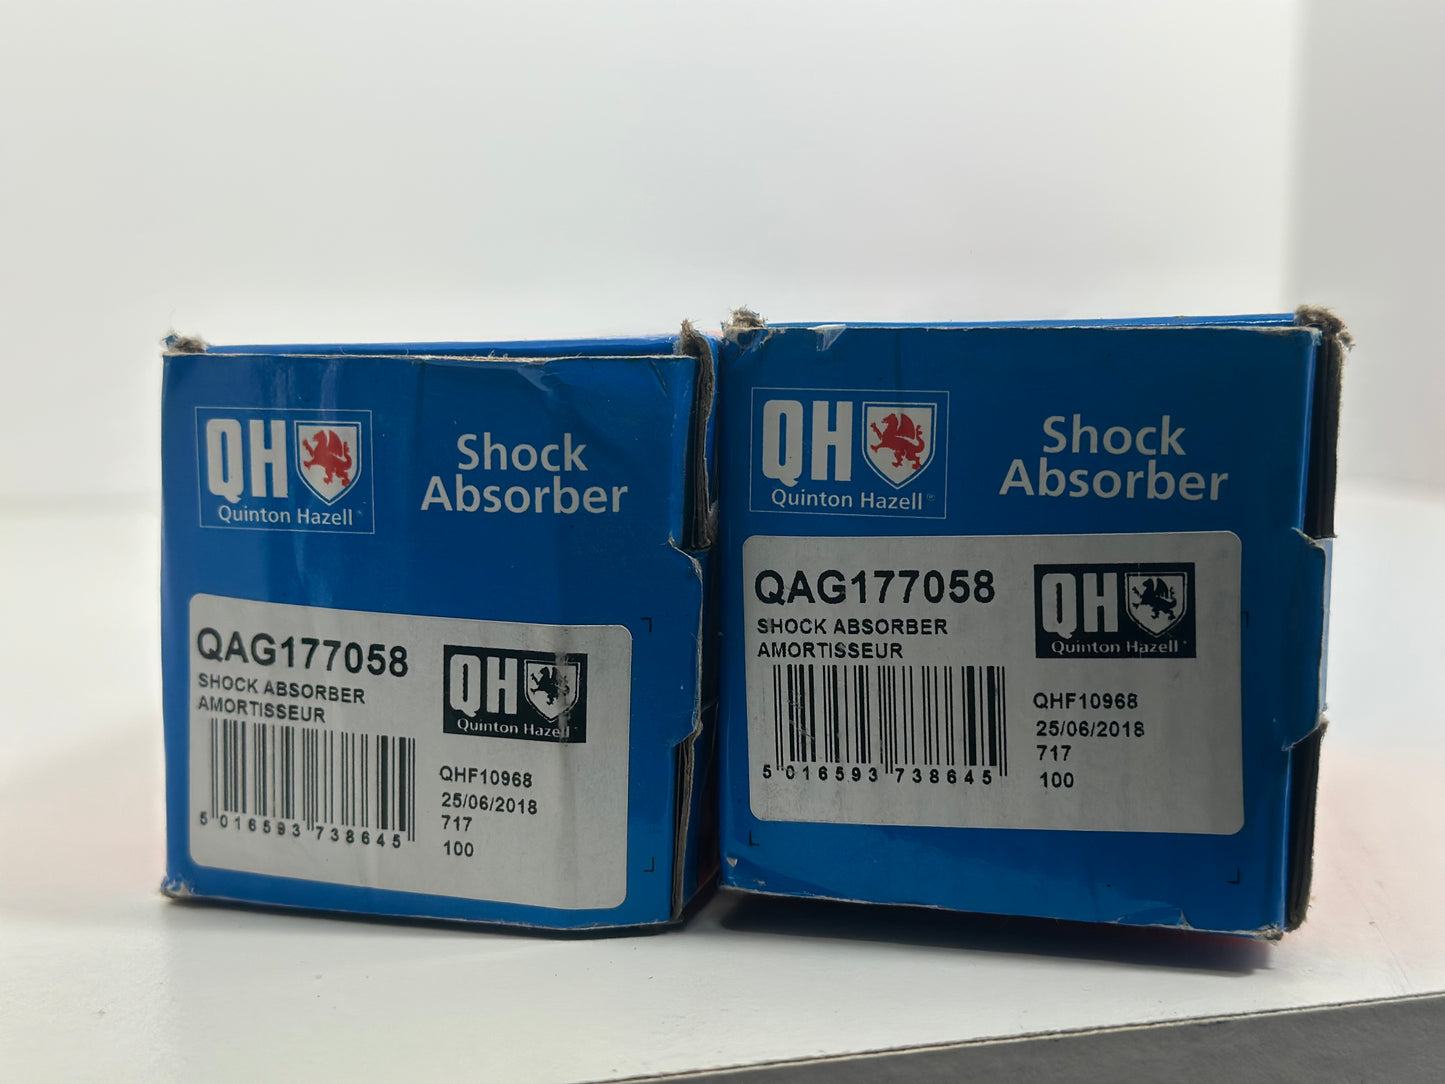 QH
Quinton Hazell
Shock
Absorber
QAG177058
SHOCK ABSORBER
AMORTISSEUR
5 016593 738645
QH
Quinton Hazell
QHF10968
25/06/2018
717
100
QH
Quinton Hazell®
Shock
Absorber
QAG177058
SHOCK ABSORBER
AMORTISSEUR
5 016593 738645
QH
Quinton Hazell
QHF10968
25/06/2018
717
100